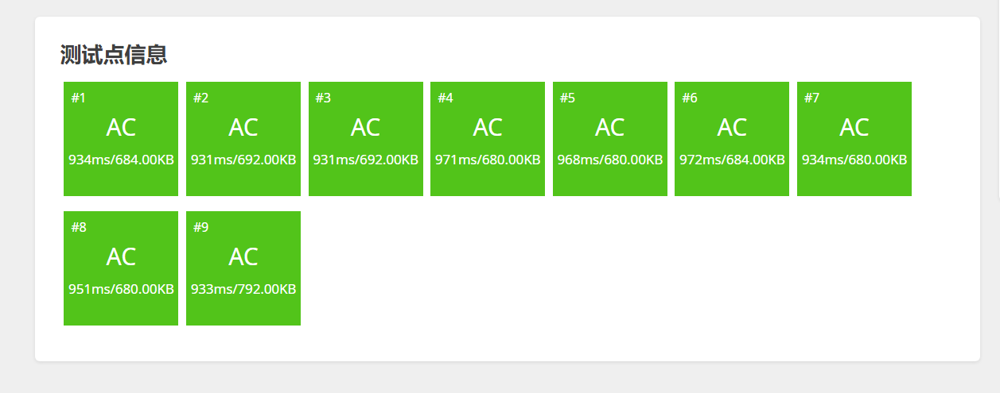 测试点信息
#1 #2 #3 #4 #5 #6 #7
AC AC AC AC AC AC AC
934ms/684.00KB 931ms/692.00KB 931ms/692.00KB 971ms/680.00KB 968ms/680.00KB 972ms/684.00KB 934ms/680.00KB
#8 #9
AC AC
951ms/680.00KB 933ms/792.00KB